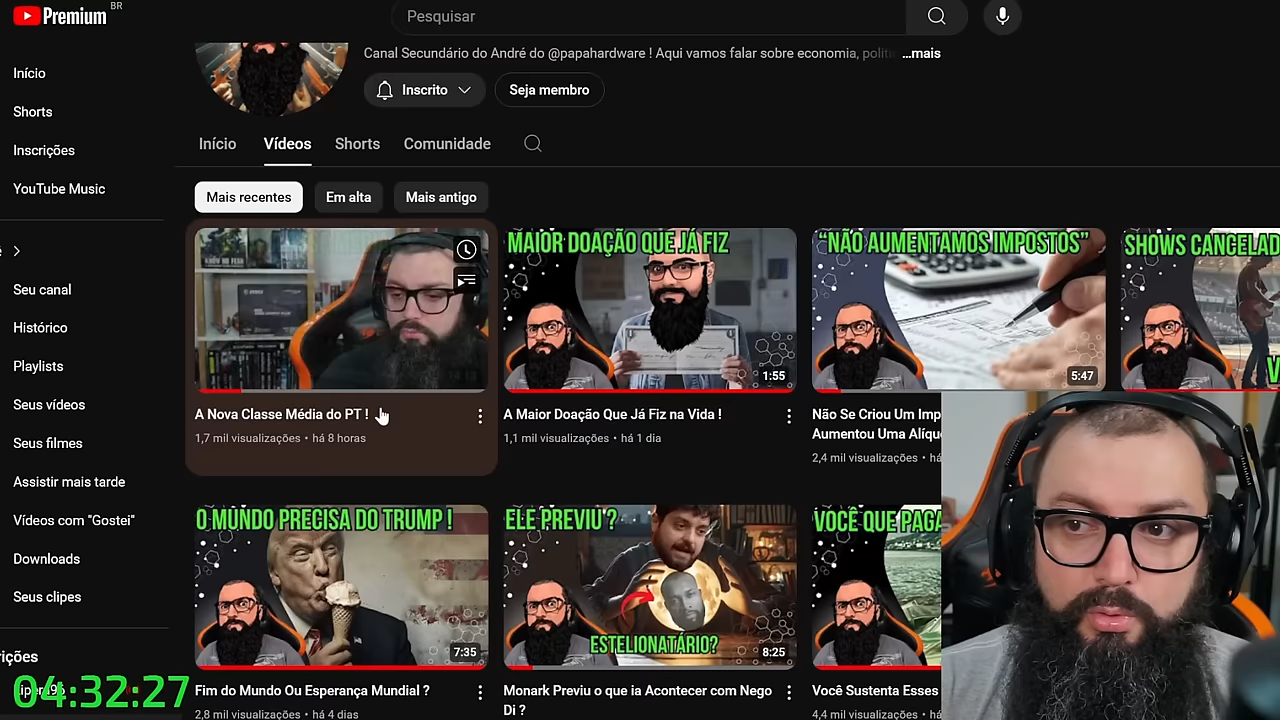 Premium BR
Pesquisar
Canal Secundário do André do @papahardware ! Aqui vamos falar sobre economia, polític ...mais
Inscrito
Seja membro
Início
Shorts
Inscrições
YouTube Music
Seu canal
Histórico
Playlists
Seus vídeos
Seus filmes
Assistir mais tarde
Vídeos com "Gostei"
Downloads
Seus clipes
rições
04:32:27
Início
Vídeos
Shorts
Comunidade
Mais recentes
Em alta
Mais antigo
A Nova Classe Média do PT !
1,7 mil visualizações • há 8 horas
MAIOR DOAÇÃO QUE JÁ FIZ
1:55
A Maior Doação Que Já Fiz na Vida !
1,1 mil visualizações • há 1 dia
“NÃO AUMENTAMOS IMPOSTOS”
5:47
Não Se Criou Um Imp
Aumentou Uma Alíqu
2,4 mil visualizações • há
SHOWS CANCELAD
V
O MUNDO PRECISA DO TRUMP !
7:35
Fim do Mundo Ou Esperança Mundial ?
2,8 mil visualizações • há 4 dias
ELE PREVIU ?
ESTELIONATÁRIO?
8:25
Monark Previu o que ia Acontecer com Nego
Di ?
VOCÊ QUE PAGA
Você Sustenta Esses
4,4 mil visualizações • há